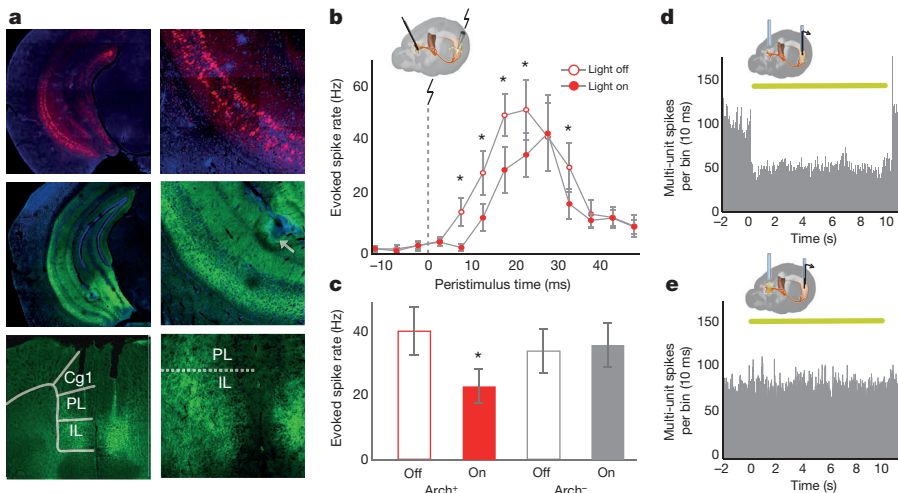 a
Cg1
PL
IL
PL
IL
b
Light off
Light on
Evoked spike rate (Hz)
60
40
20
0
* * * * *
−10 0 10 20 40
Peristimulus time (ms)
c
Evoked spike rate (Hz)
40
20
0
*
Off On Off On
Arch⁺ Arch⁻
d
Multi-unit spikes
per bin (10 ms)
150
100
50
0
−2 0 2 4 6 8 10
Time (s)
e
Multi-unit spikes
per bin (10 ms)
150
100
50
0
−2 0 2 4 6 8 10
Time (s)